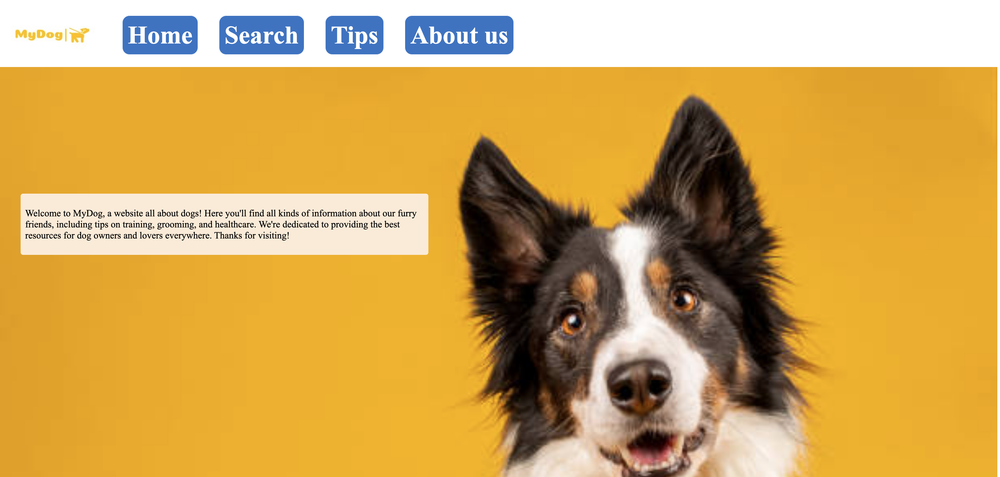 MyDog
Home
Search
Tips
About us
Welcome to MyDog, a website all about dogs! Here you'll find all kinds of information about our furry
friends, including tips on training, grooming, and healthcare. We're dedicated to providing the best
resources for dog owners and lovers everywhere. Thanks for visiting!